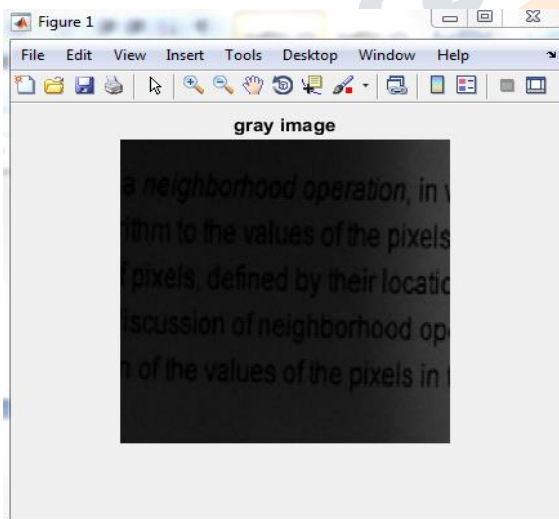 Figure 1
File Edit View Insert Tools Desktop Window Help
gray image
a neighborhood operation, in
ithm to the values of the pixels
f pixels, defined by their locatio
iscussion of neighborhood op
n of the values of the pixels in